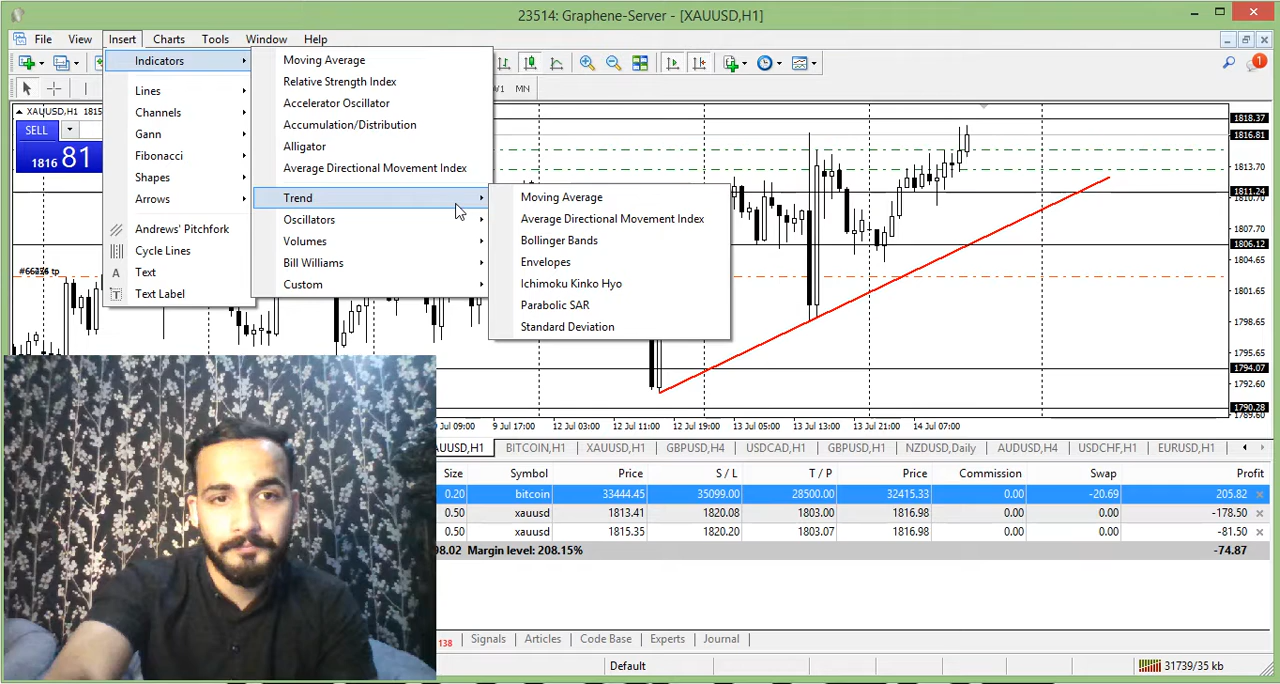 23514: Graphene-Server - [XAUUSD,H1]
File View Insert Charts Tools Window Help
Indicators
Lines
Channels
Gann
Fibonacci
Shapes
Arrows
Andrews' Pitchfork
Cycle Lines
Text
Text Label
Moving Average
Relative Strength Index
Accelerator Oscillator
Accumulation/Distribution
Alligator
Average Directional Movement Index
Trend
Oscillators
Volumes
Bill Williams
Custom
Moving Average
Average Directional Movement Index
Bollinger Bands
Envelopes
Ichimoku Kinko Hyo
Parabolic SAR
Standard Deviation
MN
1
XAUUSD,H1 1815
SELL
1816 81
1818.37
1816.81
1813.70
1811.24
1810.70
1807.70
1806.12
1804.65
1801.65
1798.65
1795.65
1794.07
1792.60
1790.28
1789.60
9 Jul 17:00 12 Jul 03:00 12 Jul 11:00 12 Jul 19:00 13 Jul 05:00 13 Jul 13:00 13 Jul 21:00 14 Jul 07:00
BITCOIN,H1 XAUUSD,H1 GBPUSD,H4 USDCAD,H1 GBPUSD,H1 NZDUSD,Daily AUDUSD,H4 USDCHF,H1 EURUSD,H1
Size Symbol Price S / L T / P Price Commission Swap Profit
0.20 bitcoin 33444.45 35099.00 28500.00 32415.33 0.00 -20.69 205.82
0.50 xauusd 1813.41 1820.08 1803.00 1816.98 0.00 0.00 -178.50
0.50 xauusd 1815.35 1820.20 1803.07 1816.98 0.00 0.00 -81.50
Margin level: 208.15% -74.87
138 Signals Articles Code Base Experts Journal
Default 31739/35 kb